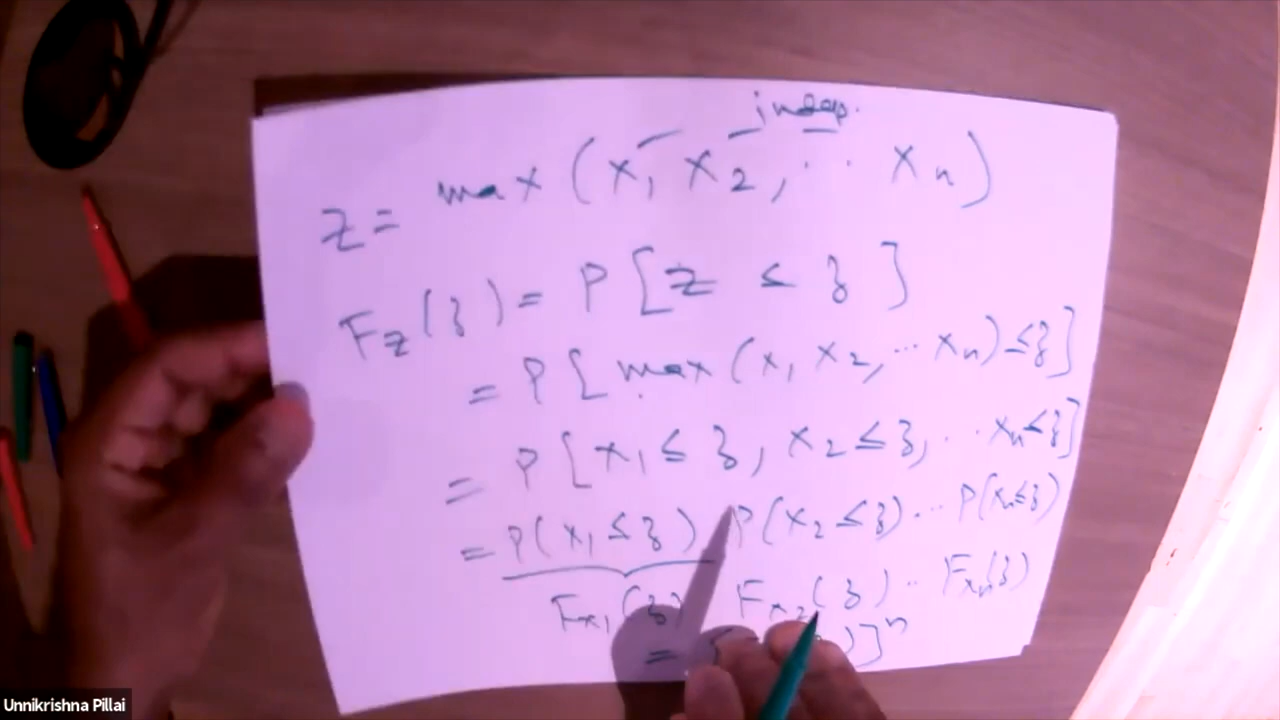 indep.
Z = max (X1 X2, .. Xn)
FZ(z) = P[Z ≤ z]
= P[max (X1 X2, ... Xn) ≤ z]
= P[X1 ≤ z, X2 ≤ z, .. Xn ≤ z]
= P(X1 ≤ z) P(X2 ≤ z) ... P(Xn ≤ z)
FX1(z) FX2(z) .. FXn(z)
= )]n
Unnikrishna Pillai